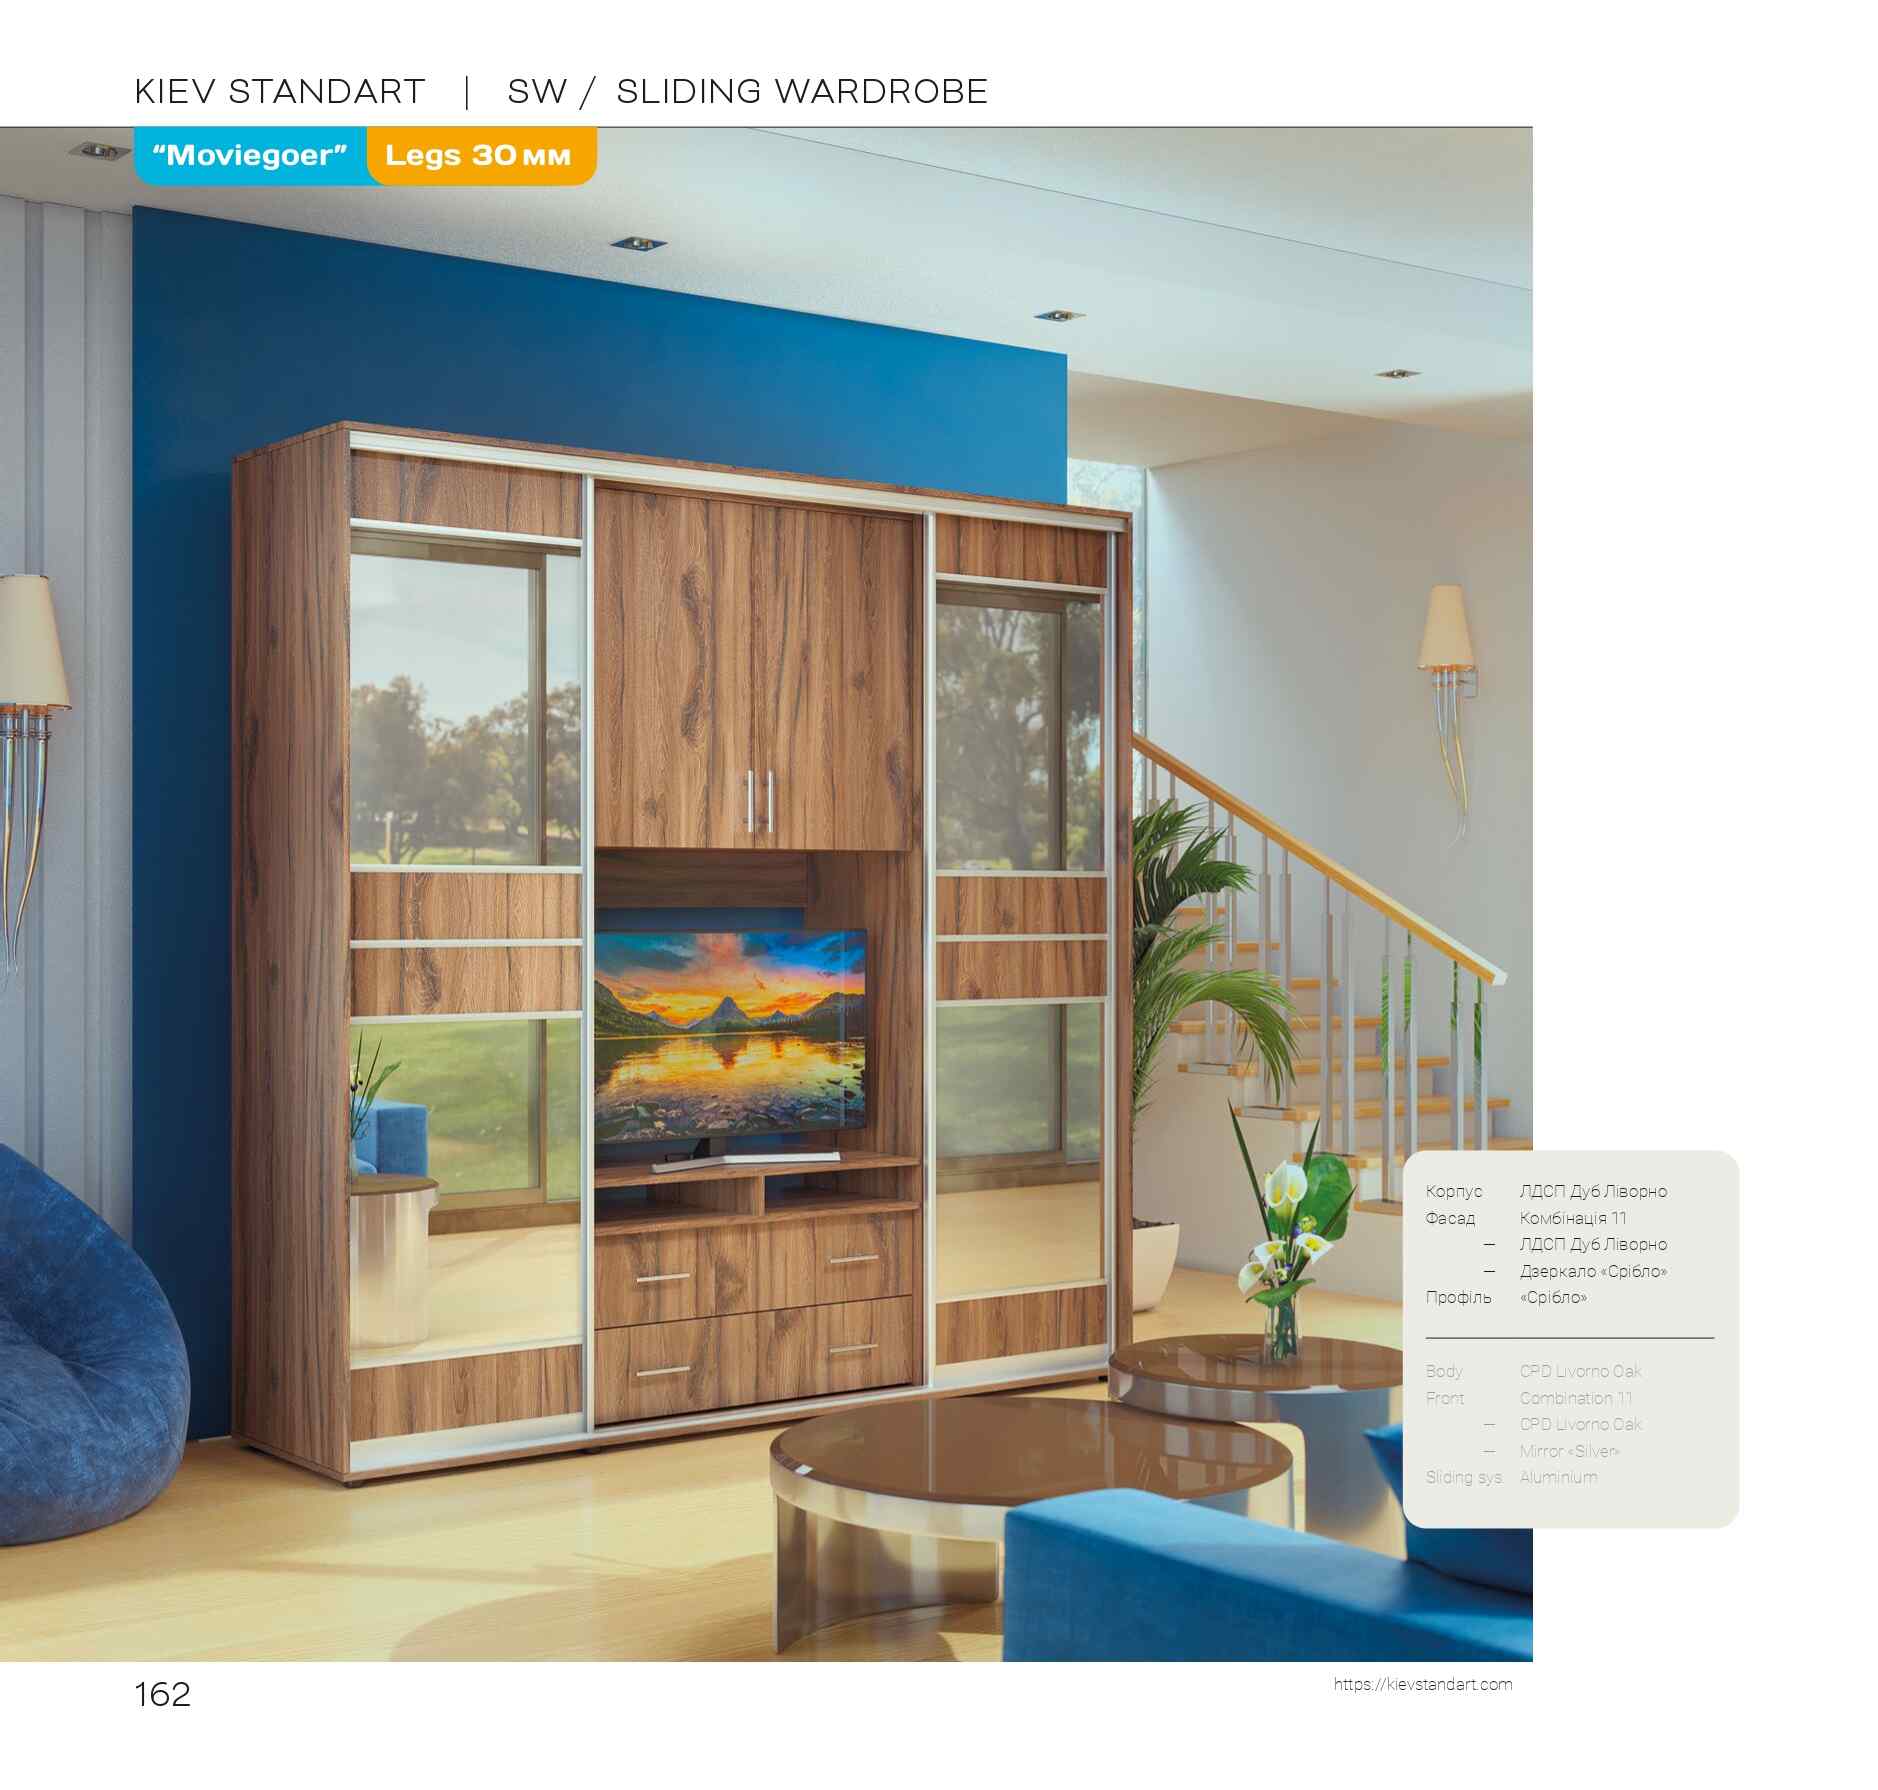 KIEV STANDART | SW / SLIDING WARDROBE
“Moviegoer” Legs 30 мм
Корпус ЛДСП Дуб Ліворно
Фасад Комбінація 11
— ЛДСП Дуб Ліворно
— Дзеркало «Срібло»
Профіль «Срібло»
Body CPD Livorno Oak
Front Combination 11
— CPD Livorno Oak
— Mirror «Silver»
Sliding sys. Aluminium
162
https://kievstandart.com